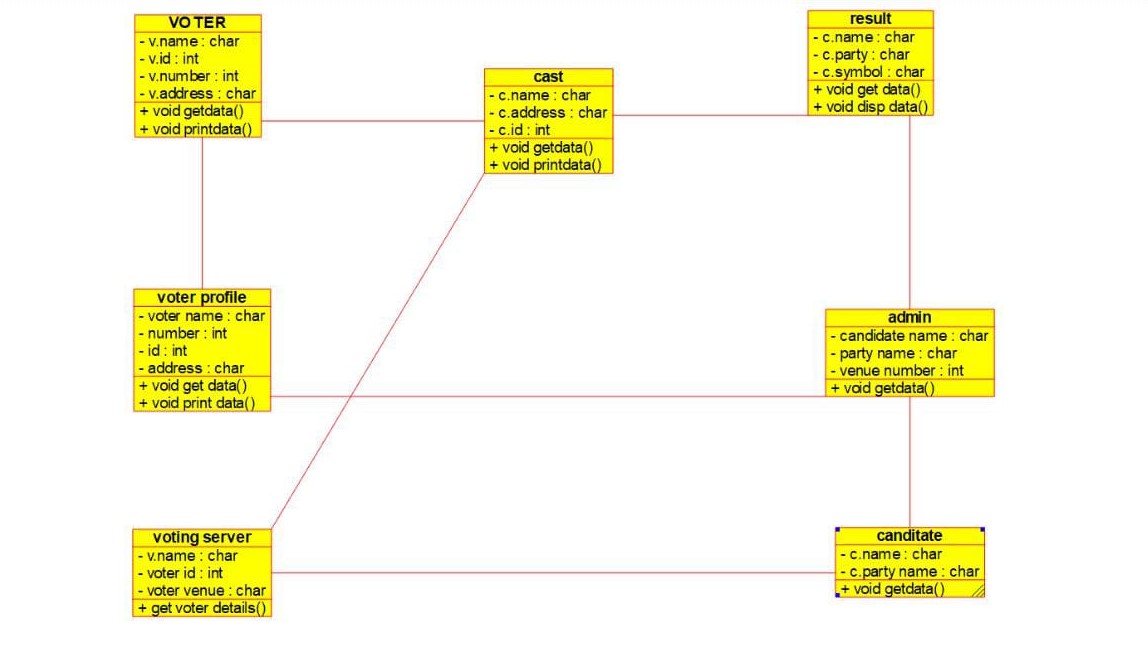 VOTER
- v.name : char
- v.id : int
- v.number : int
- v.address : char
+ void getdata()
+ void printdata()
cast
- c.name : char
- c.address : char
- c.id : int
+ void getdata()
+ void printdata()
result
- c.name : char
- c.party : char
- c.symbol : char
+ void get data()
+ void disp data()
voter profile
- voter name : char
- number : int
- id : int
- address : char
+ void get data()
+ void print data()
admin
- candidate name : char
- party name : char
- venue number : int
+ void getdata()
voting server
- v.name : char
- voter id : int
- voter venue : char
+ get voter details()
canditate
- c.name : char
- c.party name : char
+ void getdata()